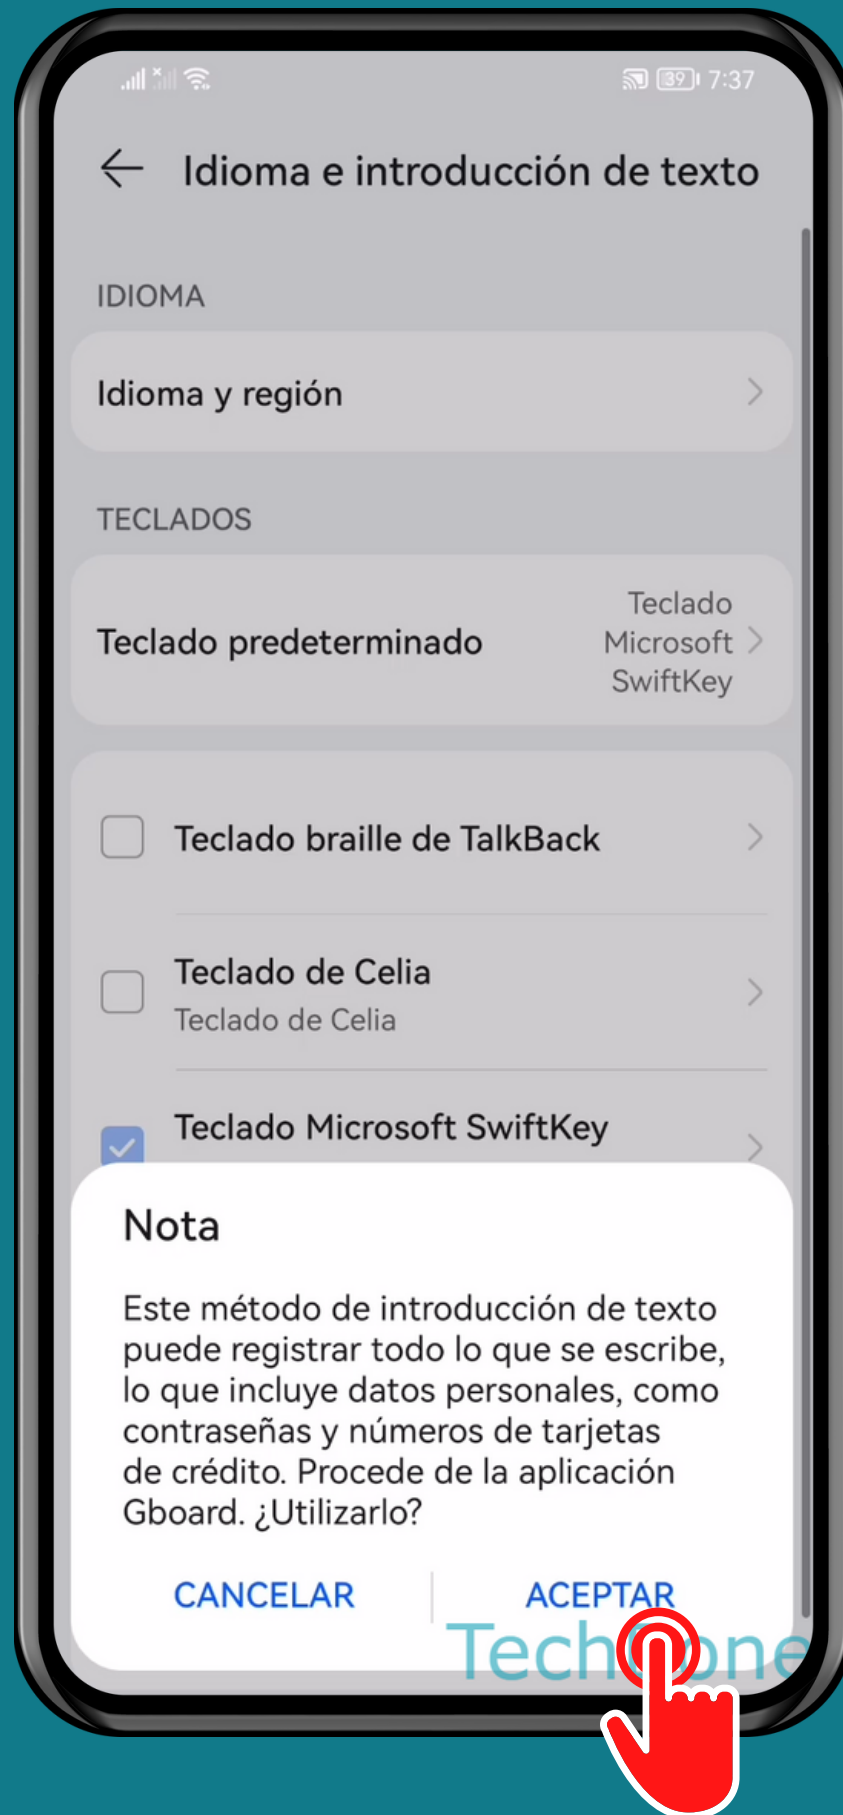 39 7:37
Idioma e introducción de texto
IDIOMA
Idioma y región
TECLADOS
Teclado predeterminado
Teclado
Microsoft
SwiftKey
Teclado braille de TalkBack
Teclado de Celia
Teclado de Celia
Teclado Microsoft SwiftKey
Nota
Este método de introducción de texto
puede registrar todo lo que se escribe,
lo que incluye datos personales, como
contraseñas y números de tarjetas
de crédito. Procede de la aplicación
Gboard. ¿Utilizarlo?
CANCELAR ACEPTAR